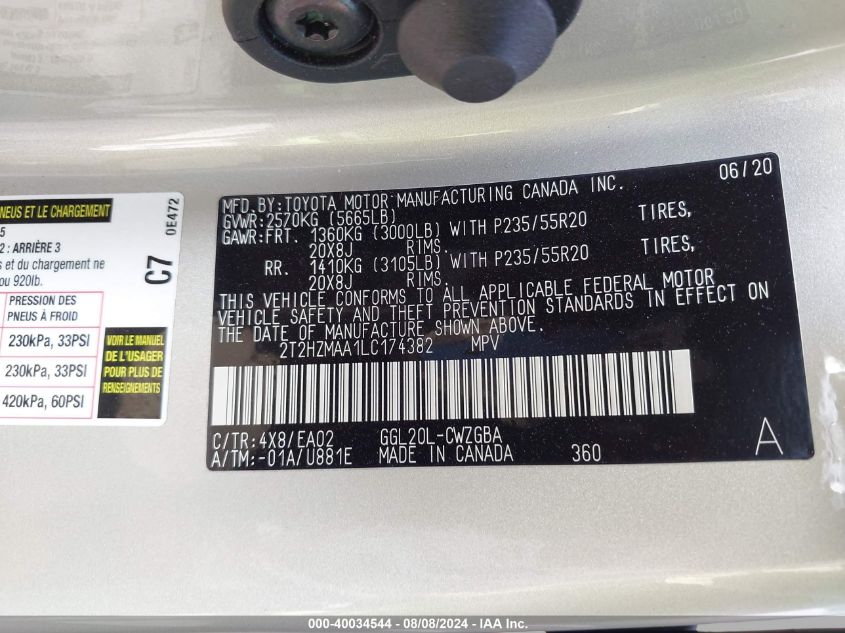 PNEUS ET LE CHARGEMENT
5
2 : ARRIÈRE 3
s et du chargement ne
ou 920lb.
PRESSION DES
PNEUS À FROID
230kPa, 33PSI
230kPa, 33PSI
420kPa, 60PSI
VOIR LE MANUEL
DE L'USAGER
POUR PLUS DE
RENSEIGNEMENTS
C7
0E472
MFD.BY:TOYOTA MOTOR MANUFACTURING CANADA INC. 06/20
GVWR:2570KG (5665LB)
GAWR:FRT. 1360KG (3000LB) WITH P235/55R20 TIRES,
20X8J RIMS.
RR. 1410KG (3105LB) WITH P235/55R20 TIRES,
20X8J RIMS.
THIS VEHICLE CONFORMS TO ALL APPLICABLE FEDERAL MOTOR
VEHICLE SAFETY AND THEFT PREVENTION STANDARDS IN EFFECT ON
THE DATE OF MANUFACTURE SHOWN ABOVE.
2T2HZMAA1LC174382 MPV
C/TR:4X8/EA02 GGL20L-CWZGBA
A/TM:-01A/U881E MADE IN CANADA 360 A
000-40034544 - 08/08/2024 - IAA Inc.